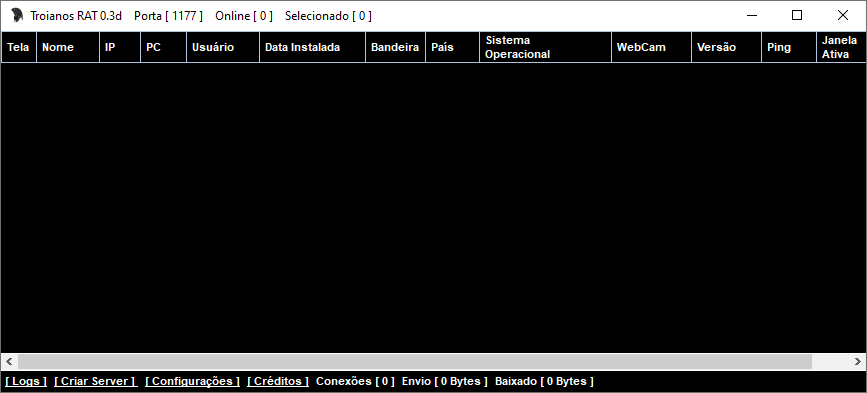 Troianos RAT 0.3d Porta [ 1177 ] Online [ 0 ] Selecionado [ 0 ]
Tela Nome IP PC Usuário Data Instalada Bandeira País Sistema Operacional WebCam Versão Ping Janela Ativa
[ Logs ] [ Criar Server ] [ Configurações ] [ Créditos ] Conexões [ 0 ] Envio [ 0 Bytes ] Baixado [ 0 Bytes ]